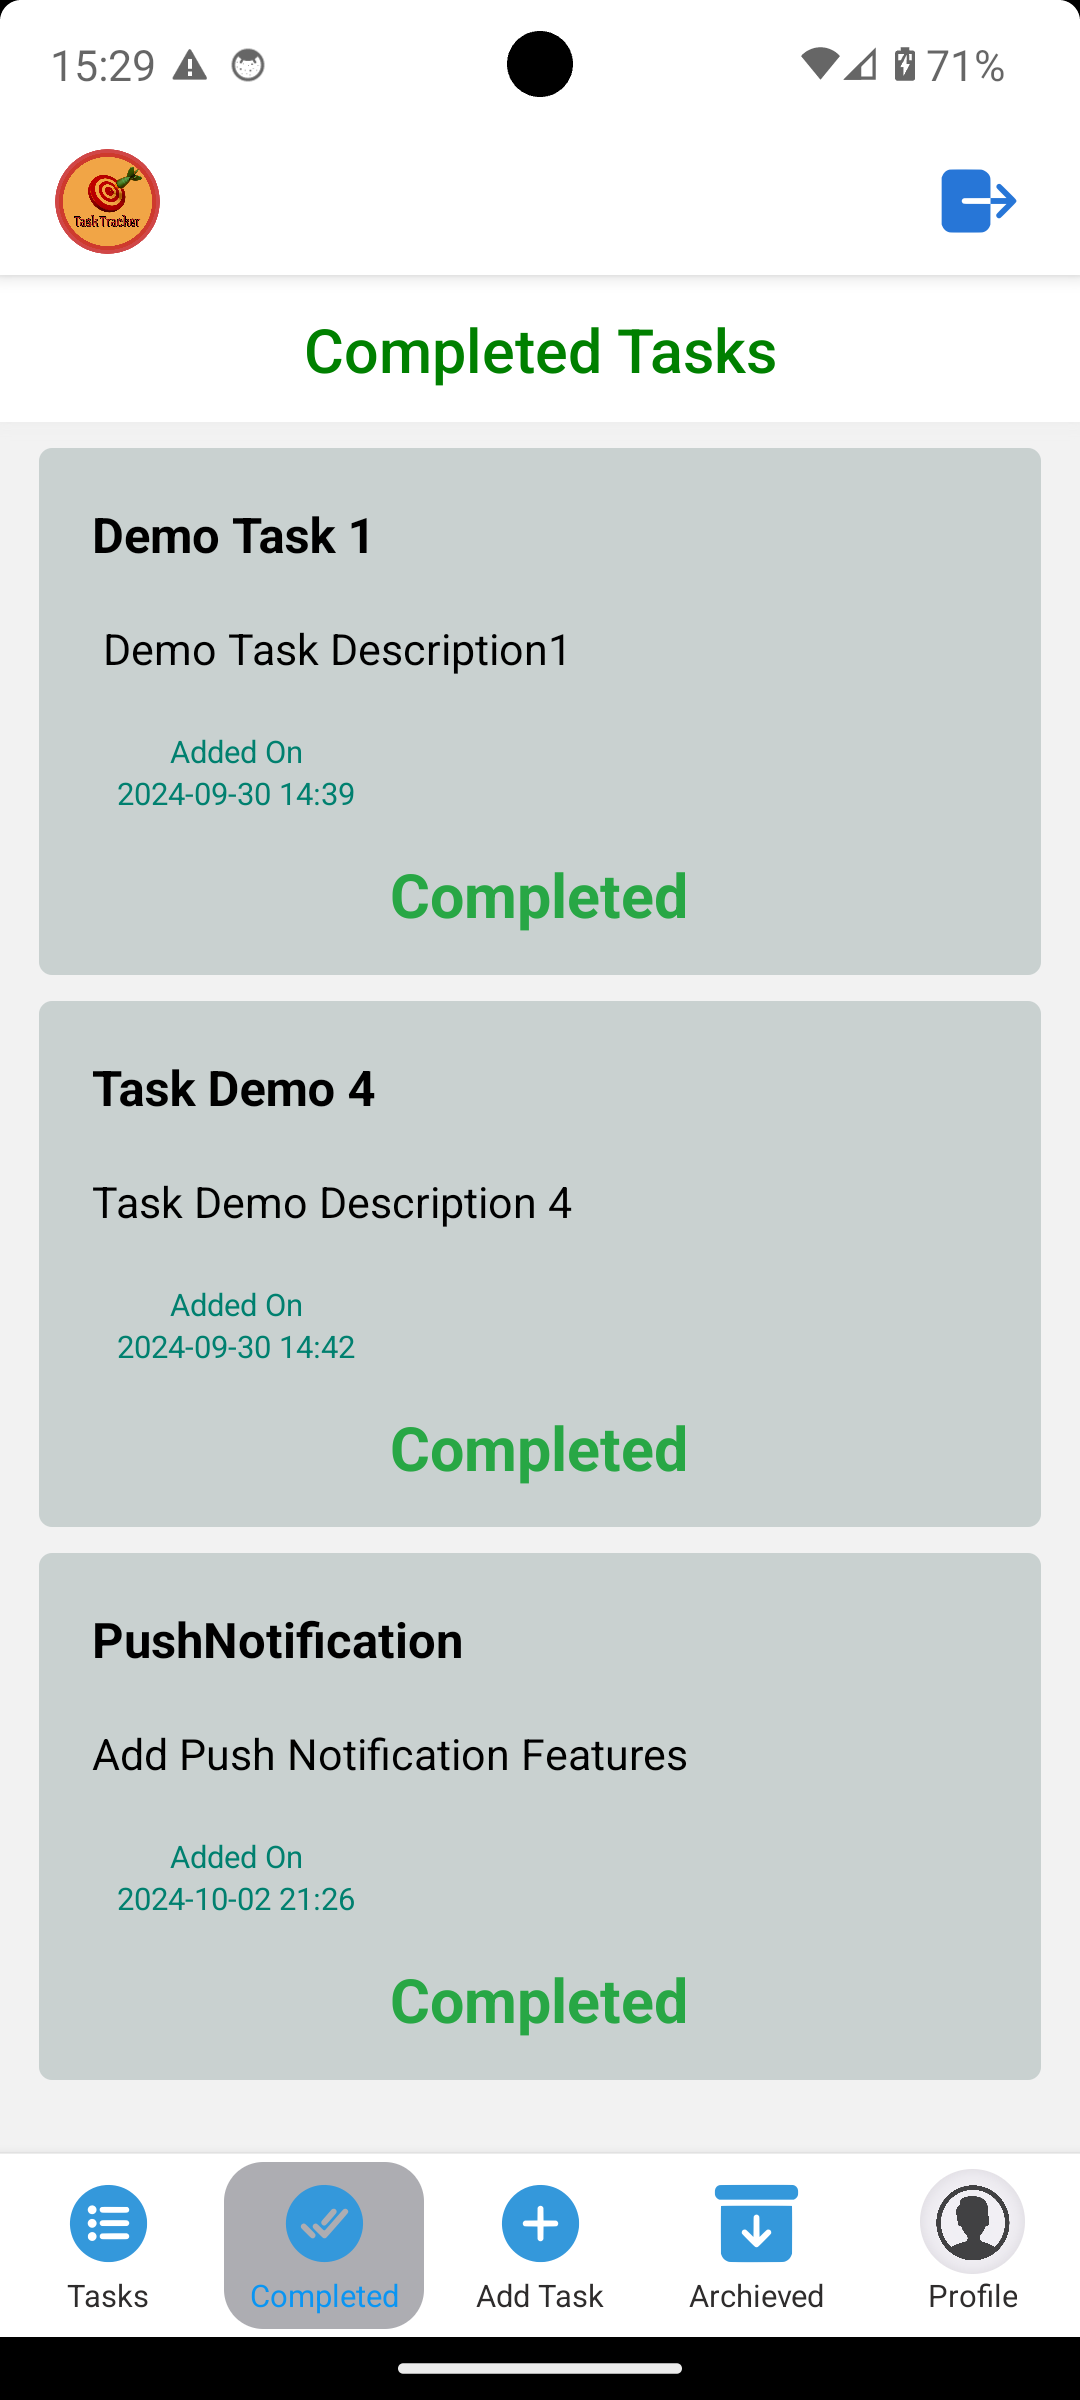 15:29
71%
TaskTracker
Completed Tasks
Demo Task 1
Demo Task Description1
Added On
2024-09-30 14:39
Completed
Task Demo 4
Task Demo Description 4
Added On
2024-09-30 14:42
Completed
PushNotification
Add Push Notification Features
Added On
2024-10-02 21:26
Completed
Tasks
Completed
Add Task
Archieved
Profile